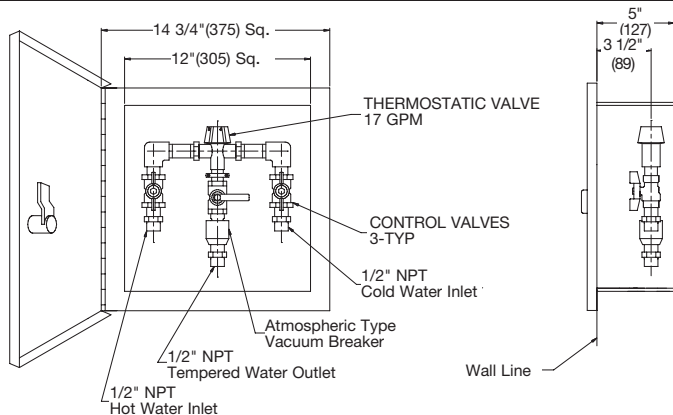 14 3/4"(375) Sq.
12"(305) Sq.
5"
(127)
3 1/2"
(89)
THERMOSTATIC VALVE
17 GPM
CONTROL VALVES
3-TYP
1/2" NPT
Cold Water Inlet
Atmospheric Type
Vacuum Breaker
1/2" NPT
Tempered Water Outlet
1/2" NPT
Hot Water Inlet
Wall Line